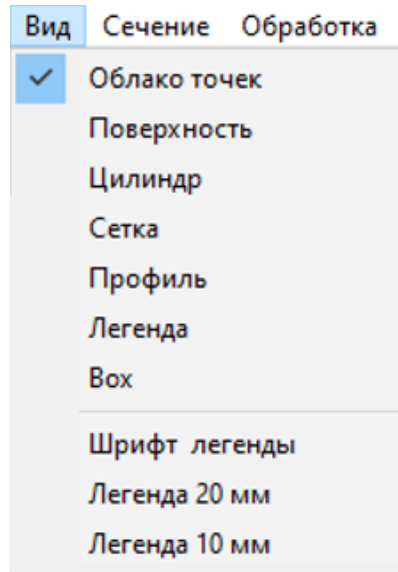 Вид Сечение Обработка
Облако точек
Поверхность
Цилиндр
Сетка
Профиль
Легенда
Box
Шрифт легенды
Легенда 20 мм
Легенда 10 мм